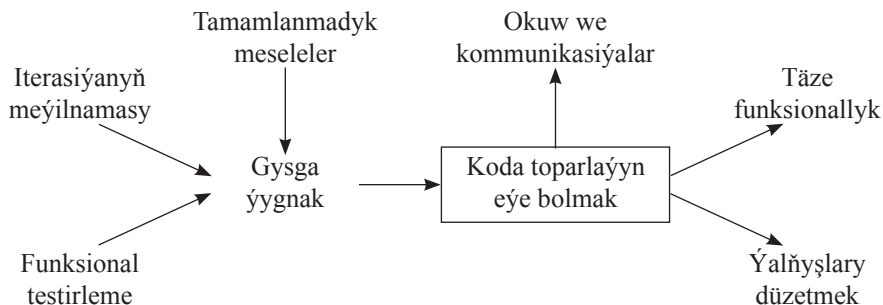 Tamamlanmadyk
meseleler
Okuw we
kommunikasiýalar
Iterasiýanyň
meýilnamasy
Täze
funksionallyk
Gysga
ýygnak
Koda toparlaýyn
eýe bolmak
Funksional
testirleme
Ýalňyşlary
düzetmek